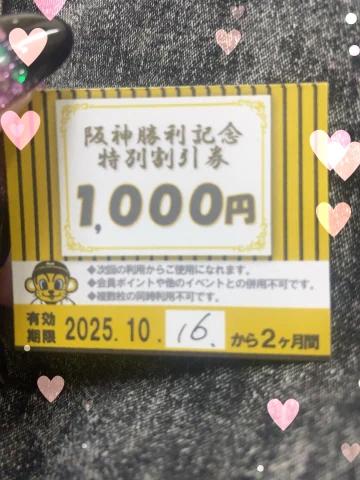 阪神勝利記念
特別割引券
1,000円
◆次回の利用からご使用になれます。
◆会員ポイントや他のイベントとの併用不可です。
◆複数枚の同時利用不可です。
有効期限 2025.10.16.から2ヶ月間